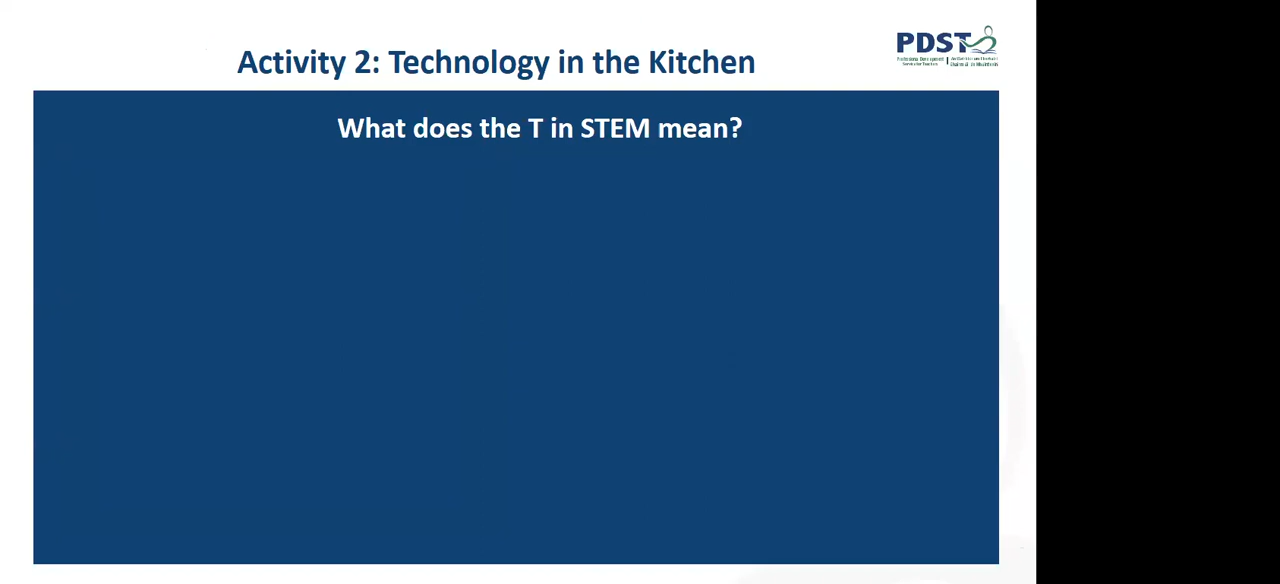 Activity 2: Technology in the Kitchen
PDST
What does the T in STEM mean?